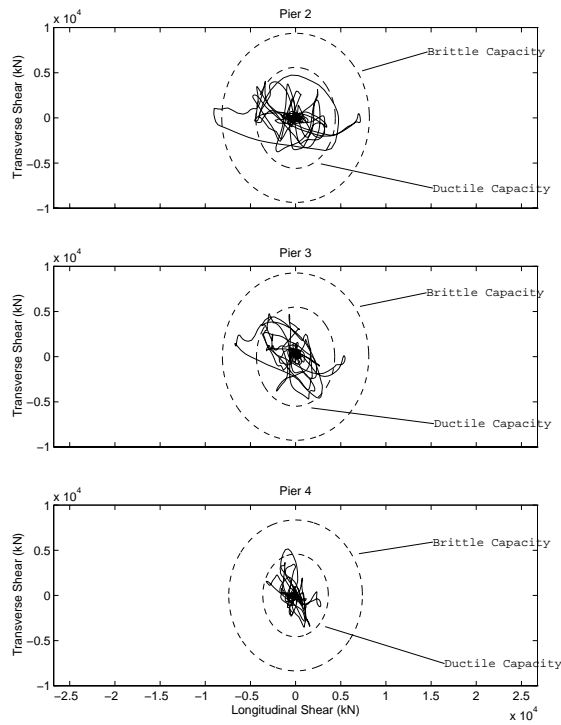 Pier 2
x 10^4
1
0.5
0
−0.5
−1
Transverse Shear (kN)
Brittle Capacity
Ductile Capacity
Pier 3
x 10^4
1
0.5
0
−0.5
−1
Transverse Shear (kN)
Brittle Capacity
Ductile Capacity
Pier 4
x 10^4
1
0.5
0
−0.5
−1
Transverse Shear (kN)
Brittle Capacity
Ductile Capacity
−2.5 −2 −1.5 −1 −0.5 0 0.5 1 1.5 2 2.5
Longitudinal Shear (kN)
x 10^4